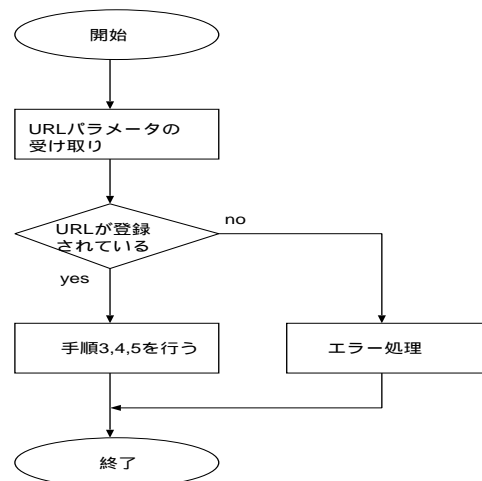 開始
URLパラメータの
受け取り
URLが登録
されている
no
yes
手順3,4,5を行う
エラー処理
終了